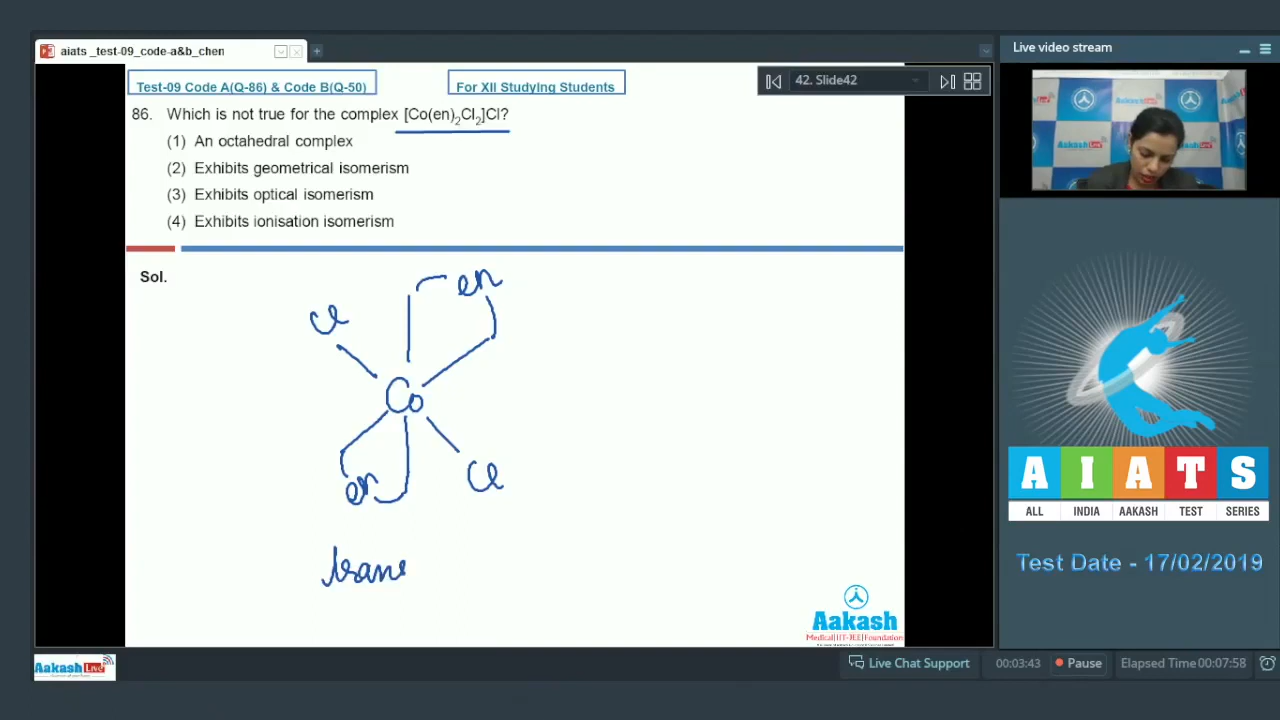 aiats _test-09_code-a&b_chen
Live video stream
Test-09 Code A(Q-86) & Code B(Q-50)
For XII Studying Students
42. Slide42
86. Which is not true for the complex [Co(en)2Cl2]Cl?
(1) An octahedral complex
(2) Exhibits geometrical isomerism
(3) Exhibits optical isomerism
(4) Exhibits ionisation isomerism
Sol.
en
Cl
Co
en
Cl
trans
A I A T S
ALL INDIA AAKASH TEST SERIES
Test Date - 17/02/2019
Aakash
Medical|IIT-JEE|Foundation
Aakash Live
Live Chat Support
00:03:43
Pause
Elapsed Time 00:07:58